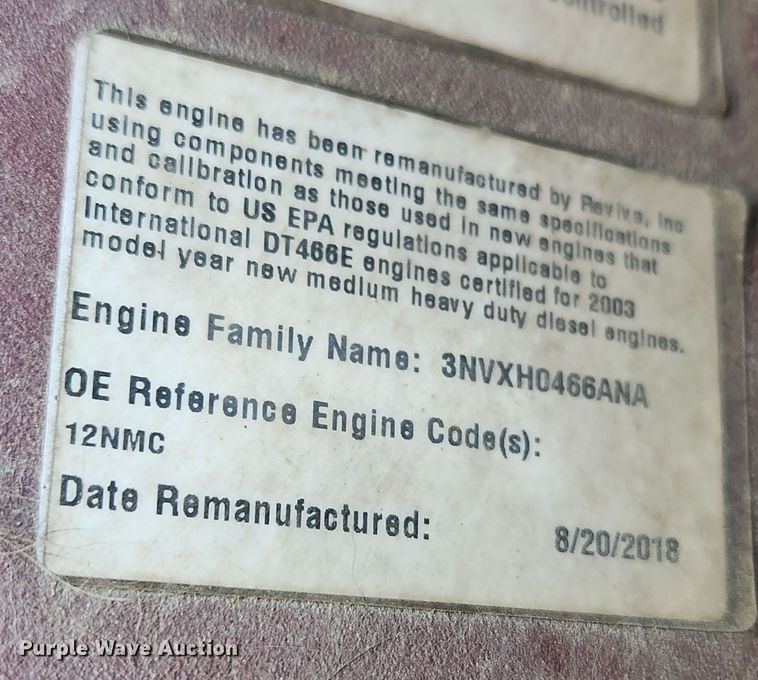 ontrolled
This engine has been remanufactured by Reviva, Inc
using components meeting the same specifications
and calibration as those used in new engines that
conform to US EPA regulations applicable to
International DT466E engines certified for 2003
model year new medium heavy duty diesel engines.
Engine Family Name: 3NVXH0466ANA
OE Reference Engine Code(s):
12NMC
Date Remanufactured: 8/20/2018
Purple Wave Auction